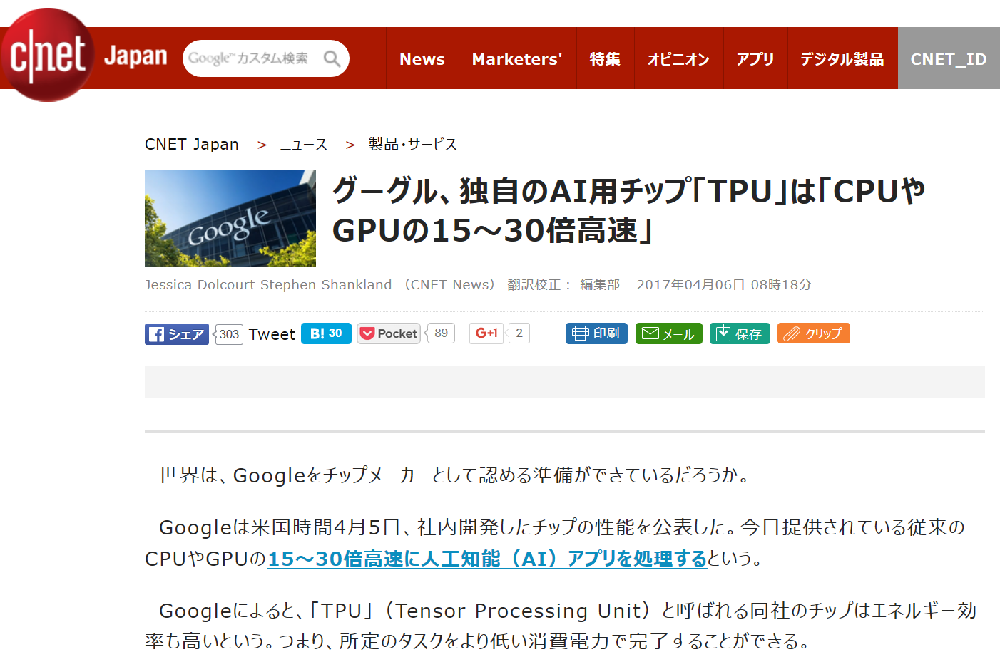 c|net Japan
Google™カスタム検索
News
Marketers'
特集
オピニオン
アプリ
デジタル製品
CNET_ID
CNET Japan > ニュース > 製品・サービス
Google
グーグル、独自のAI用チップ「TPU」は「CPUや
GPUの15～30倍高速」
Jessica Dolcourt Stephen Shankland （CNET News） 翻訳校正： 編集部 2017年04月06日 08時18分
シェア 303 Tweet B! 30 Pocket 89 G+1 2 印刷 メール 保存 クリップ
世界は、Googleをチップメーカーとして認める準備ができているだろうか。
Googleは米国時間4月5日、社内開発したチップの性能を公表した。今日提供されている従来の
CPUやGPUの15～30倍高速に人工知能（AI）アプリを処理するという。
Googleによると、「TPU」（Tensor Processing Unit）と呼ばれる同社のチップはエネルギー効
率も高いという。つまり、所定のタスクをより低い消費電力で完了することができる。